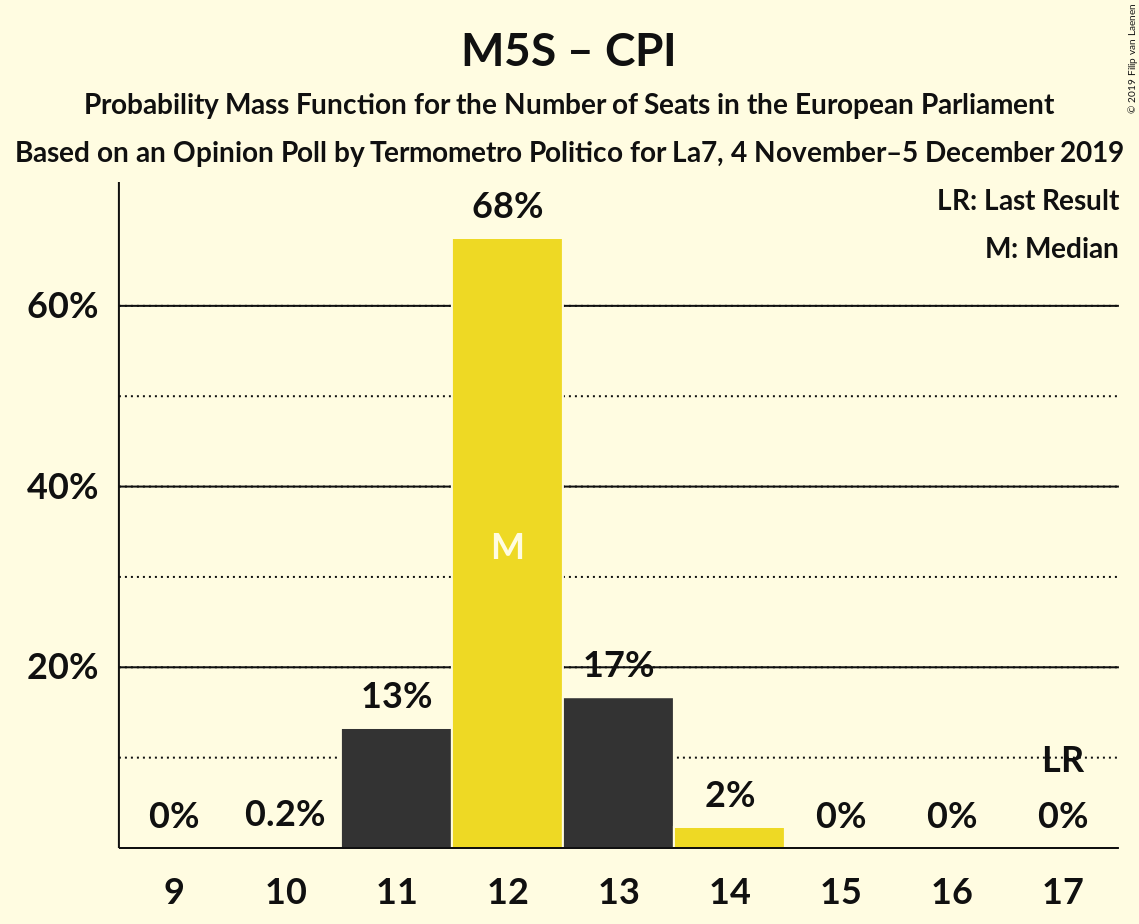 M5S – CPI
Probability Mass Function for the Number of Seats in the European Parliament
Based on an Opinion Poll by Termometro Politico for La7, 4 November–5 December 2019
© 2019 Filip van Laenen
LR: Last Result
M: Median
60%
40%
20%
0%
0.2%
13%
68%
M
17%
2%
0%
0%
LR
0%
9 10 11 12 13 14 15 16 17